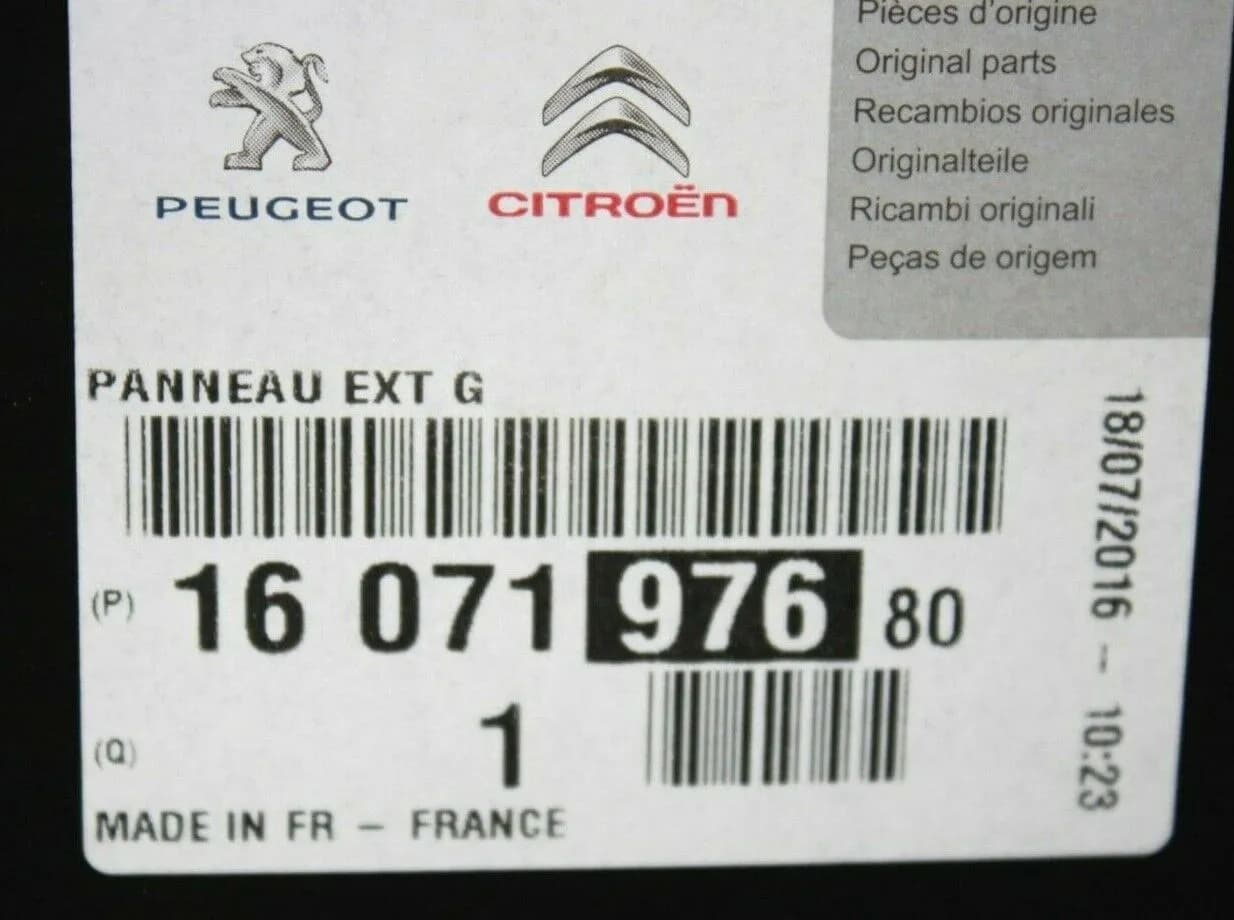 PEUGEOT
CITROËN
Pièces d'origine
Original parts
Recambios originales
Originalteile
Ricambi originali
Peças de origem
PANNEAU EXT G
(P) 16 071 976 80
(Q) 1
MADE IN FR - FRANCE
18/07/2016 - 10:23